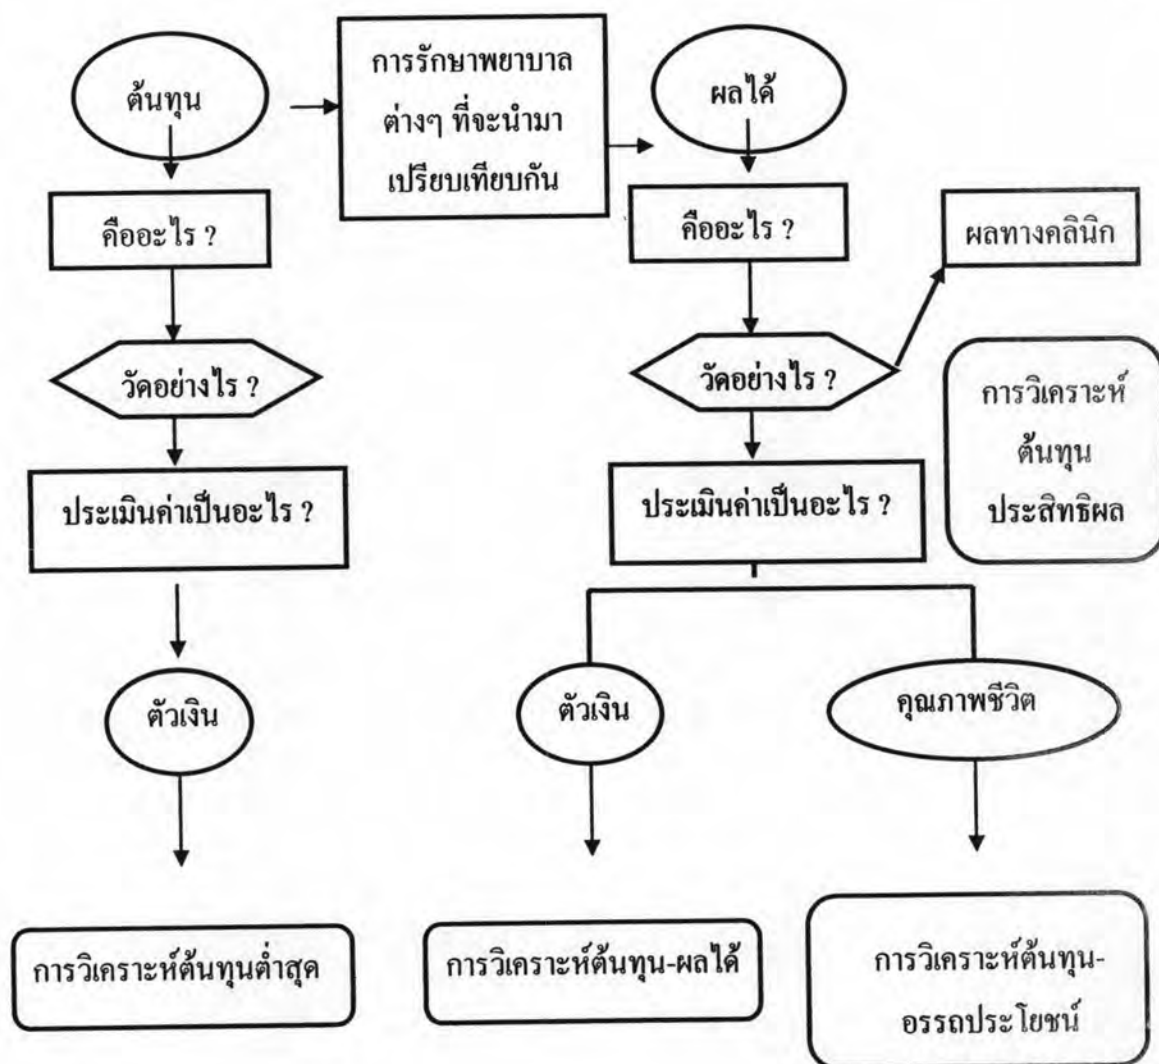 ต้นทุน
การรักษาพยาบาล
ต่างๆ ที่จะนำมา
เปรียบเทียบกัน
ผลได้
คืออะไร ?
คืออะไร ?
ผลทางคลินิก
วัดอย่างไร ?
วัดอย่างไร ?
การวิเคราะห์
ต้นทุน
ประสิทธิผล
ประเมินค่าเป็นอะไร ?
ประเมินค่าเป็นอะไร ?
ตัวเงิน
ตัวเงิน
คุณภาพชีวิต
การวิเคราะห์ต้นทุนต่ำสุด
การวิเคราะห์ต้นทุน-ผลได้
การวิเคราะห์ต้นทุน-
อรรถประโยชน์